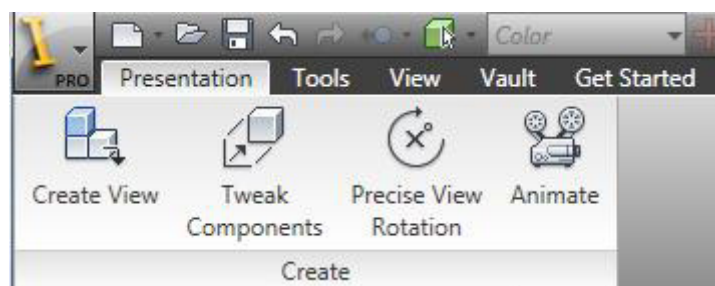 Color
PRO
Presentation Tools View Vault Get Started
Create View Tweak Components Precise View Rotation Animate
Create